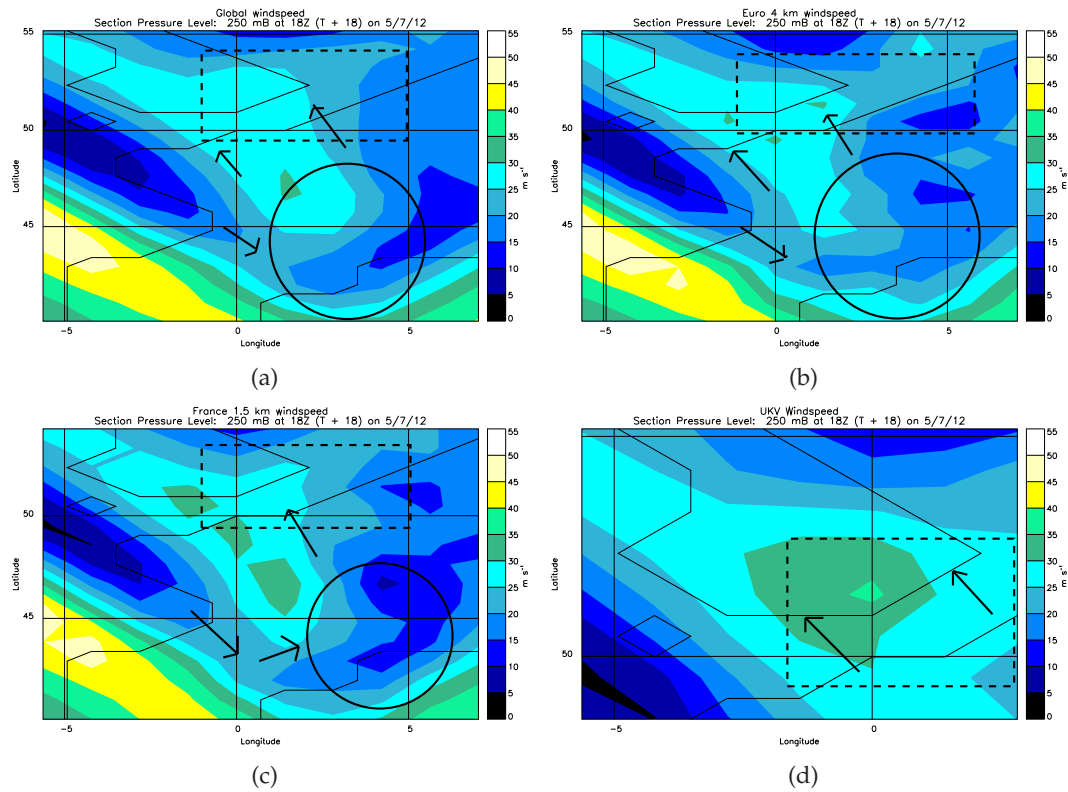 Global windspeed
Section Pressure Level: 250 mB at 18Z (T + 18) on 5/7/12
55
50
45
Latitude
-5
0
5
Longitude
55
50
45
40
35
30
25
20
15
10
5
0
m s⁻¹
(a)
Euro 4 km windspeed
Section Pressure Level: 250 mB at 18Z (T + 18) on 5/7/12
55
50
45
Latitude
-5
0
5
Longitude
55
50
45
40
35
30
25
20
15
10
5
0
m s⁻¹
(b)
France 1.5 km windspeed
Section Pressure Level: 250 mB at 18Z (T + 18) on 5/7/12
50
45
Latitude
-5
0
5
Longitude
55
50
45
40
35
30
25
20
15
10
5
0
m s⁻¹
(c)
UKV Windspeed
Section Pressure Level: 250 mB at 18Z (T + 18) on 5/7/12
50
Latitude
-5
0
Longitude
55
50
45
40
35
30
25
20
15
10
5
0
m s⁻¹
(d)